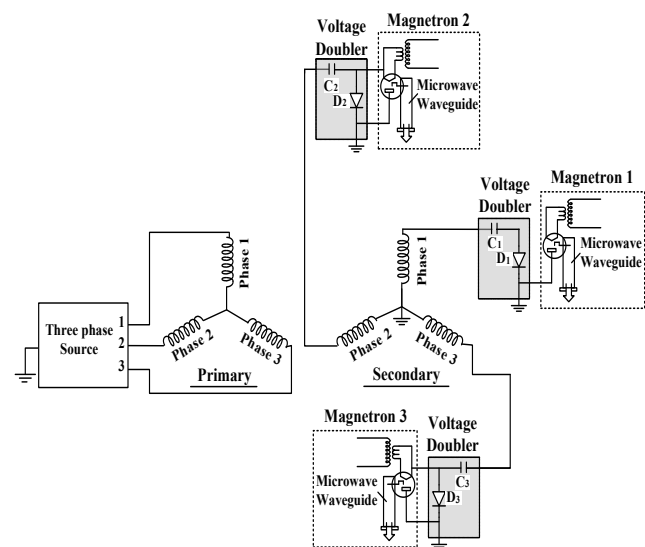 Voltage
Doubler
Magnetron 2
C2
D2
Microwave
Waveguide
Voltage
Doubler
Magnetron 1
C1
D1
Microwave
Waveguide
Phase 1
Phase 1
Three phase
Source
1
2
3
Phase 2
Phase 3
Primary
Phase 2
Phase 3
Secondary
Magnetron 3
Voltage
Doubler
Microwave
Waveguide
C3
D3